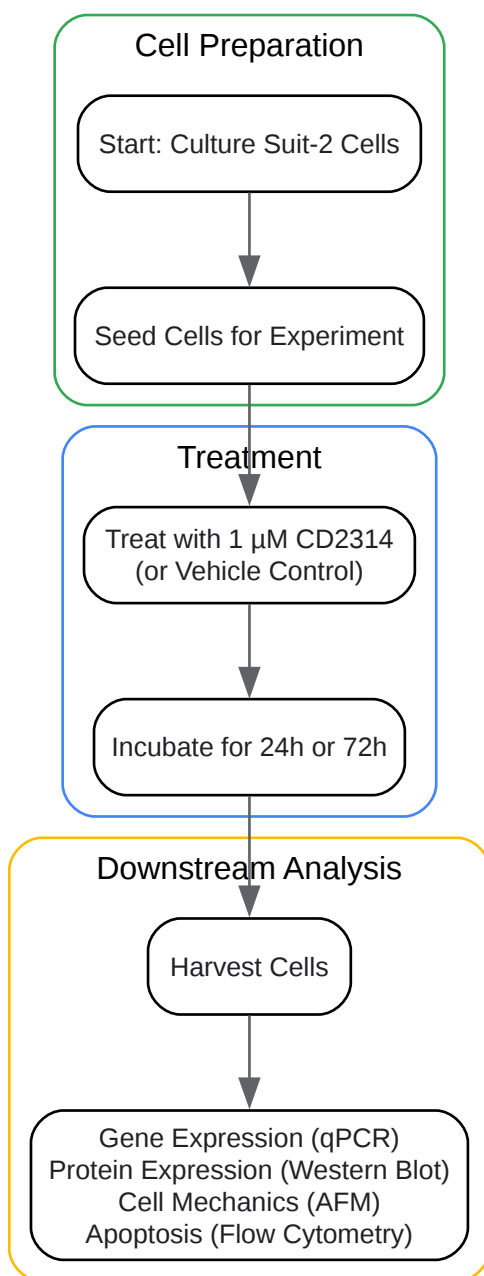 Cell Preparation
Start: Culture Suit-2 Cells
Seed Cells for Experiment
Treatment
Treat with 1 µM CD2314
(or Vehicle Control)
Incubate for 24h or 72h
Downstream Analysis
Harvest Cells
Gene Expression (qPCR)
Protein Expression (Western Blot)
Cell Mechanics (AFM)
Apoptosis (Flow Cytometry)